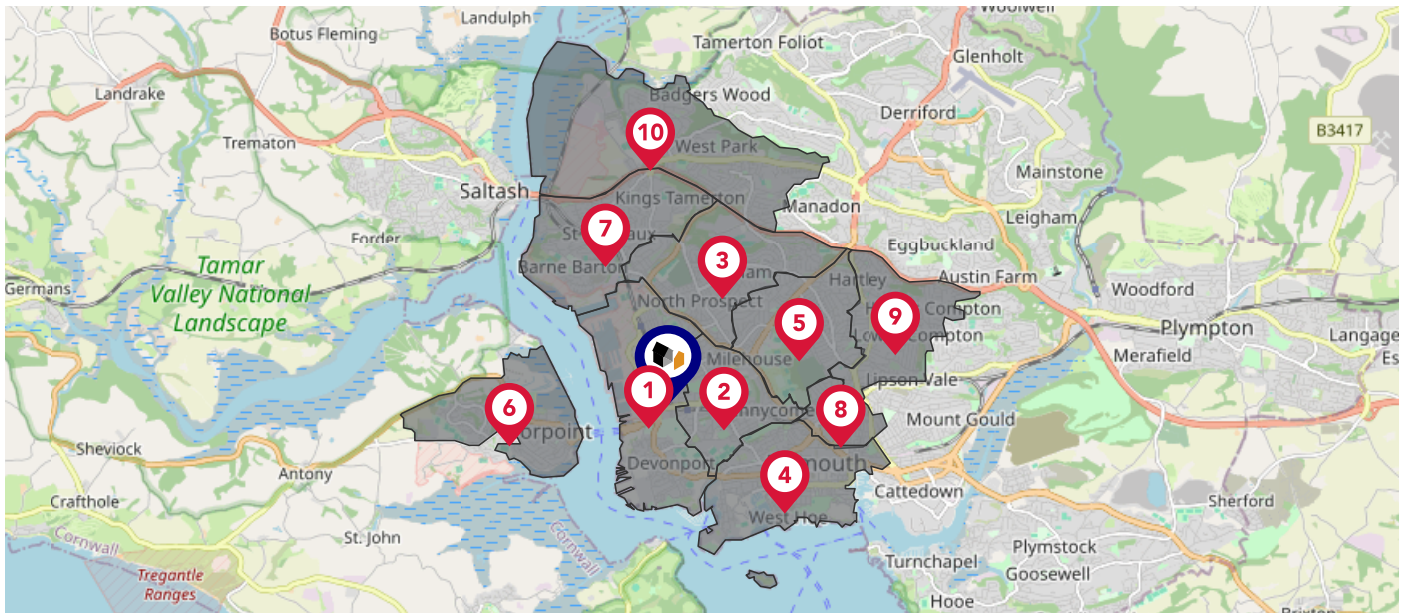 Landulph
Woolwell
Botus Fleming
Tamerton Foliot
Glenholt
Landrake
Badgers Wood
Derriford
10
B3417
Trematon
West Park
Mainstone
Saltash
Kings Tamerton
Manadon
Leigham
7
Forder
Eggbuckland
3
Tamar
Valley National
Landscape
Barne Barton
Hartley
Austin Farm
Germans
Woodford
North Prospect
Compton
5
9
Plympton
Langage
Merafield
Milehouse
Lipson Vale
1
2
6
8
Mount Gould
Sheviock
Devonport
Antony
4
Cattedown
Crafthole
West Hoe
Sherford
St. John
Cornwall
Cornwall
Plymstock
Turnchapel
Goosewell
Tregantle
Ranges
Hooe